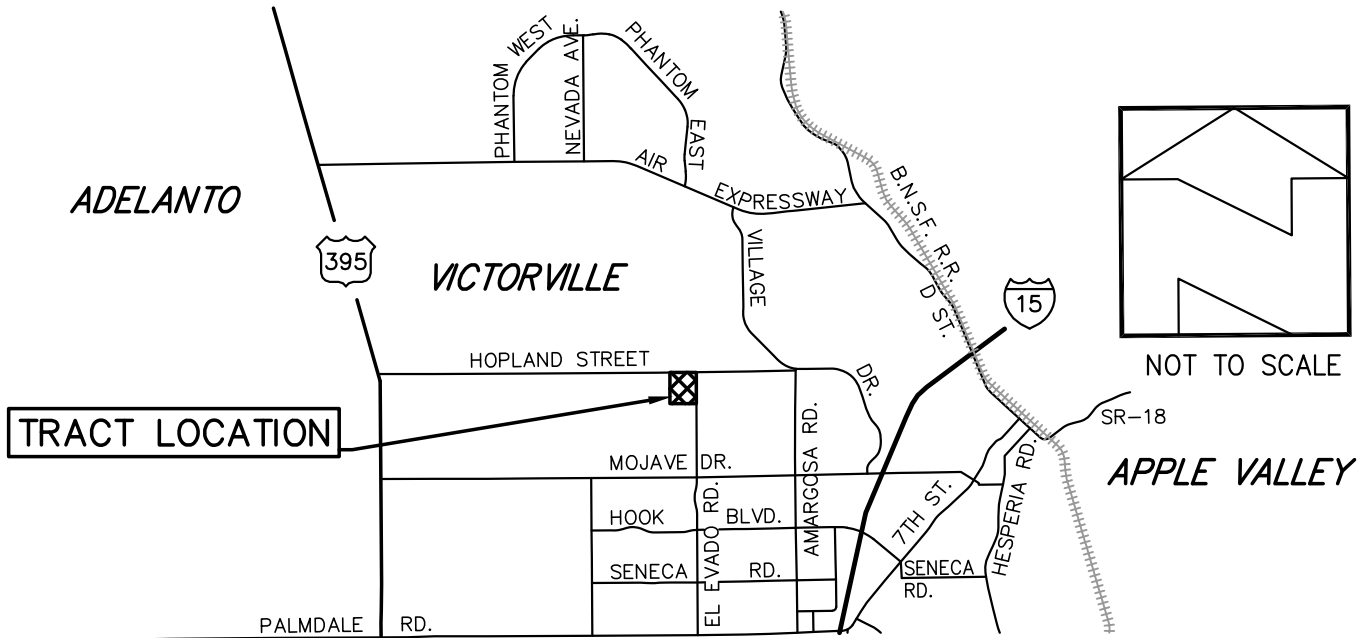 PHANTOM WEST
NEVADA AVE.
PHANTOM EAST
AIR EXPRESSWAY
B.N.S.F. R.R.
D ST.
ADELANTO
395
VICTORVILLE
VILLAGE DR.
15
NOT TO SCALE
HOPLAND STREET
TRACT LOCATION
SR-18
APPLE VALLEY
MOJAVE DR.
AMARGOSA RD.
EL EVADO RD.
HOOK BLVD.
7TH ST.
HESPERIA RD.
SENECA RD.
SENECA
RD.
PALMDALE RD.